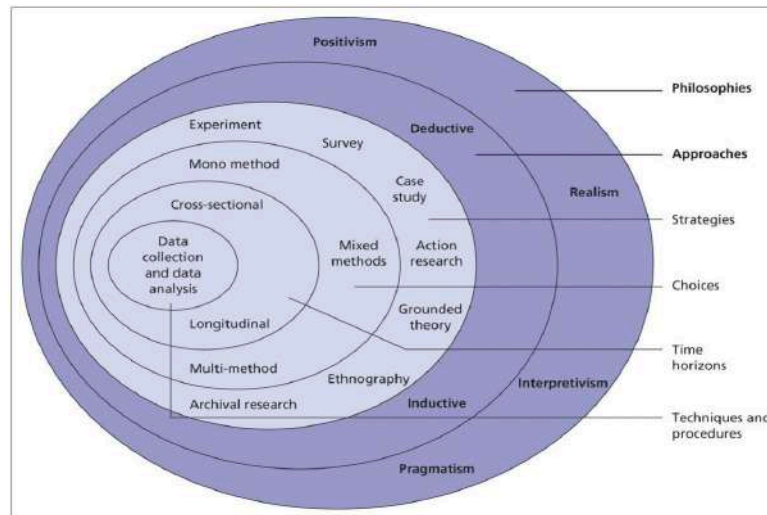 Positivism
Philosophies
Experiment
Survey
Deductive
Mono method
Approaches
Case
study
Realism
Cross-sectional
Strategies
Data
collection
and data
analysis
Mixed
methods
Action
research
Choices
Longitudinal
Grounded
theory
Time
horizons
Multi-method
Ethnography
Interpretivism
Archival research
Inductive
Techniques and
procedures
Pragmatism